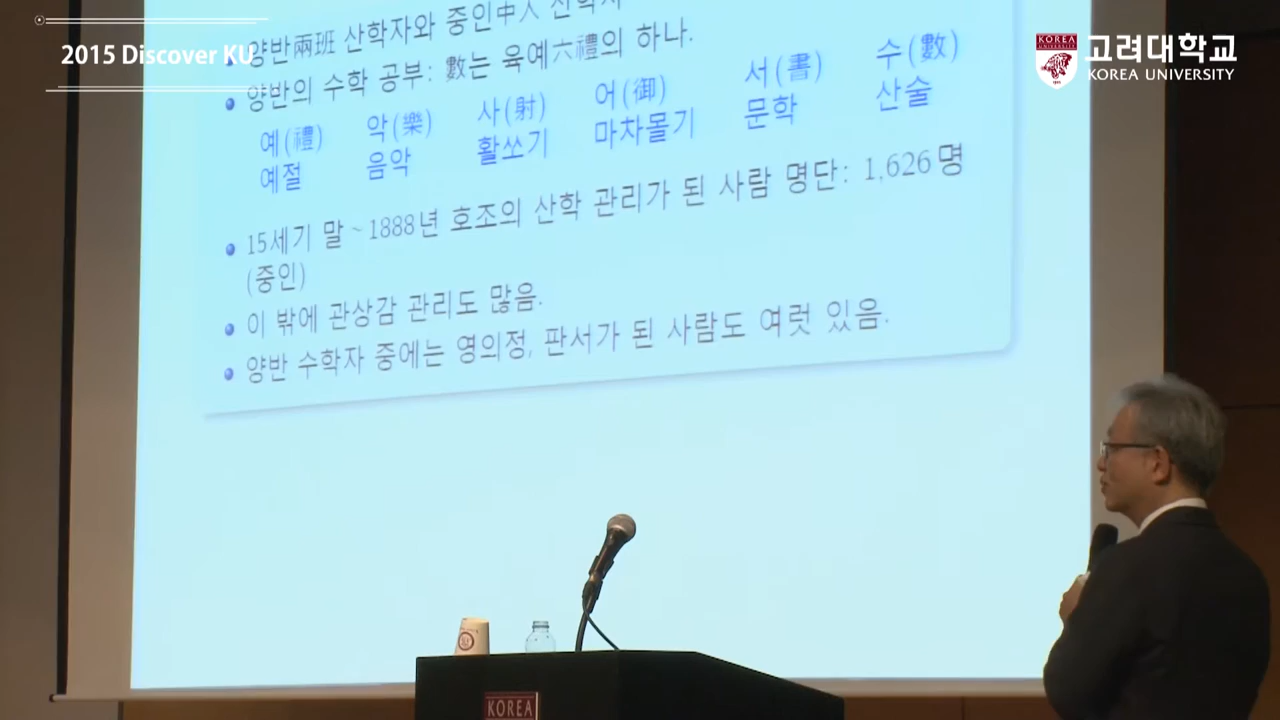 2015 Discover KU
KOREA
고려대학교
KOREA UNIVERSITY
양반兩班 산학자와 중인中人 산학자
양반의 수학 공부: 數는 육예六禮의 하나.
예(禮) 악(樂) 사(射) 어(御) 서(書) 수(數)
예절 음악 활쏘기 마차몰기 문학 산술
15세기 말 ~ 1888년 호조의 산학 관리가 된 사람 명단: 1,626명
(중인)
이 밖에 관상감 관리도 많음.
양반 수학자 중에는 영의정, 판서가 된 사람도 여럿 있음.
KOREA